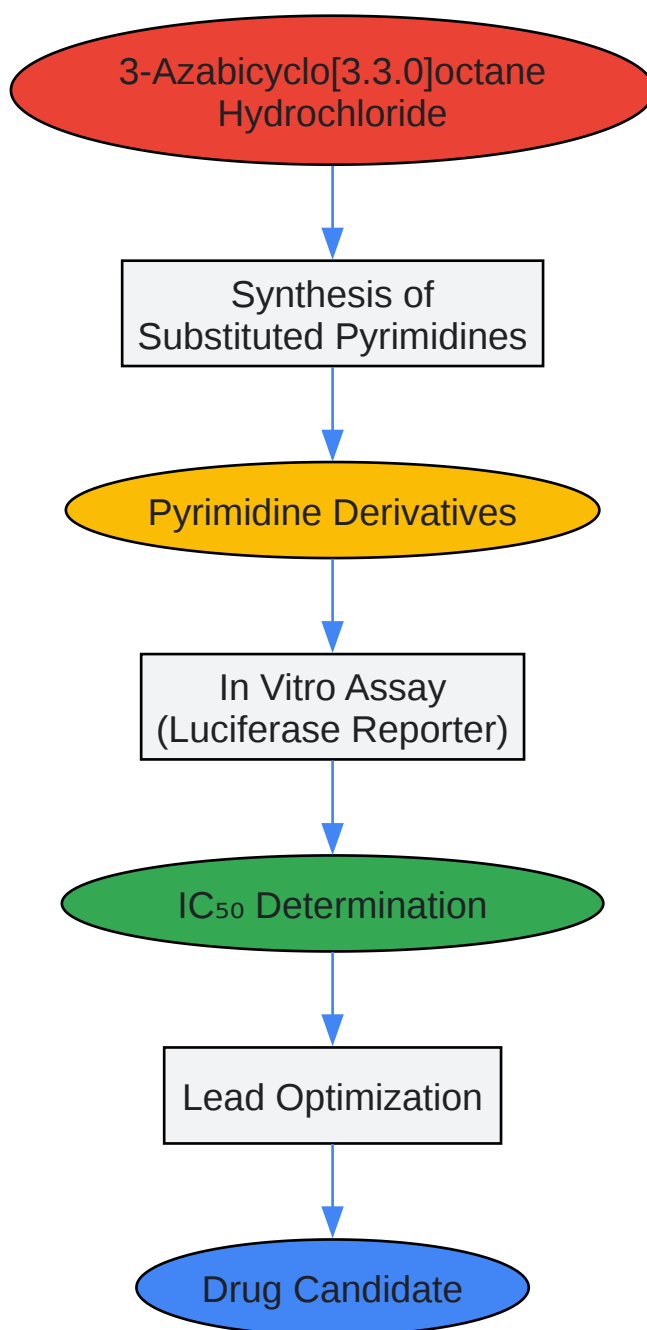 3-Azabicyclo[3.3.0]octane
Hydrochloride
Synthesis of
Substituted Pyrimidines
Pyrimidine Derivatives
In Vitro Assay
(Luciferase Reporter)
IC₅₀ Determination
Lead Optimization
Drug Candidate